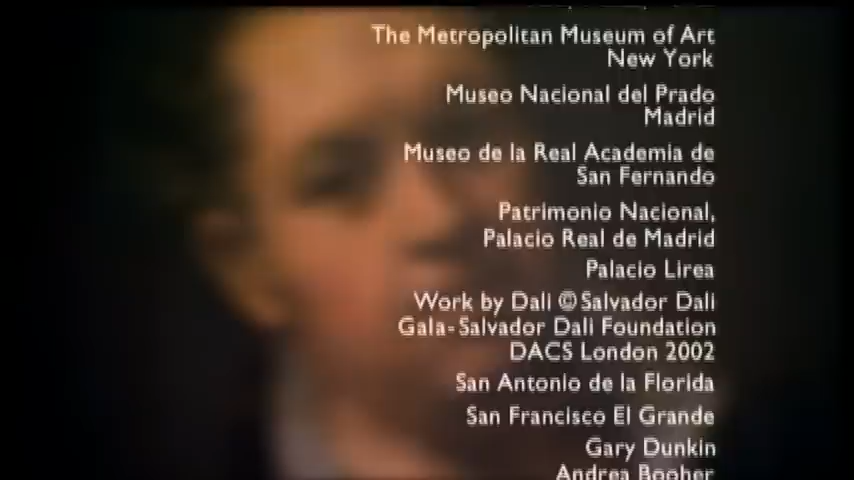 The Metropolitan Museum of Art
New York
Museo Nacional del Prado
Madrid
Museo de la Real Academia de
San Fernando
Patrimonio Nacional,
Palacio Real de Madrid
Palacio Lirea
Work by Dali © Salvador Dali
Gala-Salvador Dali Foundation
DACS London 2002
San Antonio de la Florida
San Francisco El Grande
Gary Dunkin
Andrea Booher